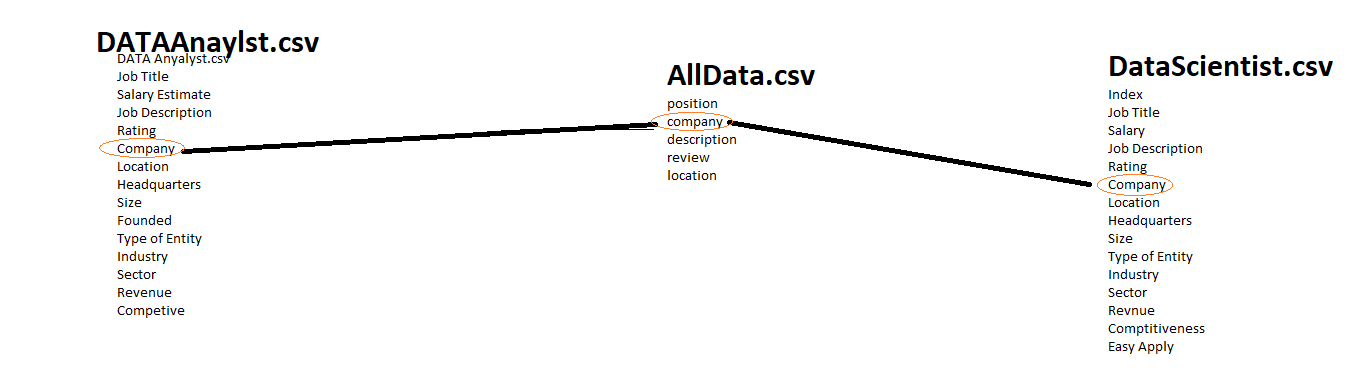 DATAAnaylst.csv
DATA Anyalyst.csv
Job Title
Salary Estimate
Job Description
Rating
Company
Location
Headquarters
Size
Founded
Type of Entity
Industry
Sector
Revenue
Competive
AllData.csv
position
company
description
review
location
DataScientist.csv
Index
Job Title
Salary
Job Description
Rating
Company
Location
Headquarters
Size
Type of Entity
Industry
Sector
Revnue
Comptitiveness
Easy Apply